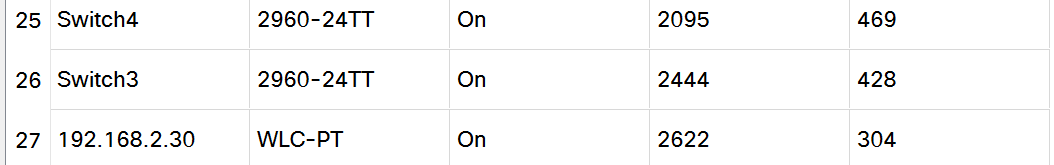 25 Switch4 2960-24TT On 2095 469
26 Switch3 2960-24TT On 2444 428
27 192.168.2.30 WLC-PT On 2622 304